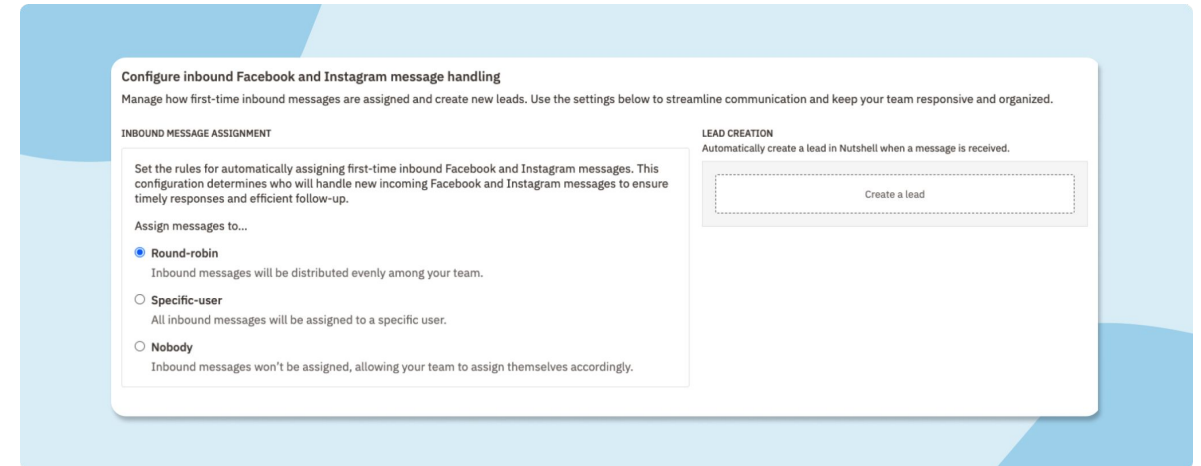 Configure inbound Facebook and Instagram message handling
Manage how first-time inbound messages are assigned and create new leads. Use the settings below to streamline communication and keep your team responsive and organized.
INBOUND MESSAGE ASSIGNMENT
Set the rules for automatically assigning first-time inbound Facebook and Instagram messages. This
configuration determines who will handle new incoming Facebook and Instagram messages to ensure
timely responses and efficient follow-up.
Assign messages to...
Round-robin
Inbound messages will be distributed evenly among your team.
Specific-user
All inbound messages will be assigned to a specific user.
Nobody
Inbound messages won't be assigned, allowing your team to assign themselves accordingly.
LEAD CREATION
Automatically create a lead in Nutshell when a message is received.
Create a lead